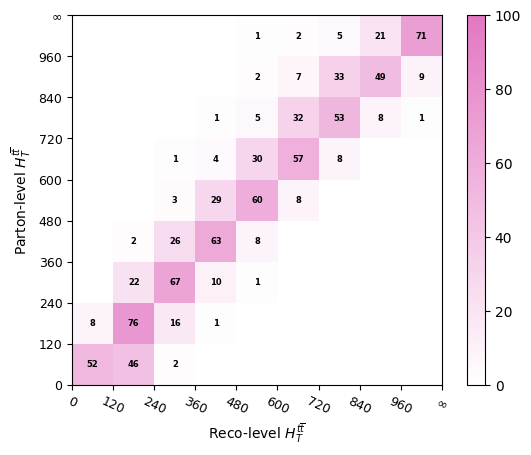 ∞ 1 2 5 21 71 100
960 2 7 33 49 9
840 1 5 32 53 8 1 80
720 1 4 30 57 8
600 3 29 60 8 60
480 2 26 63 8
360 22 67 10 1 40
240 8 76 16 1 20
120 52 46 2
0 0
0 120 240 360 480 600 720 840 960 ∞
Parton-level $H_T^{t\bar{t}}$
Reco-level $H_T^{t\bar{t}}$